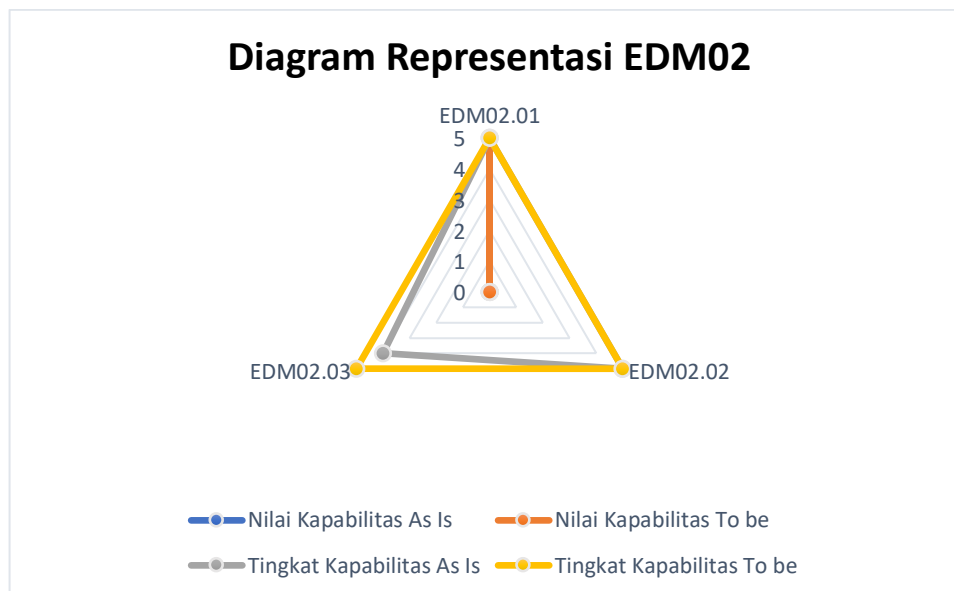 Diagram Representasi EDM02
EDM02.01
5
4
3
2
1
0
EDM02.03
EDM02.02
Nilai Kapabilitas As Is
Nilai Kapabilitas To be
Tingkat Kapabilitas As Is
Tingkat Kapabilitas To be